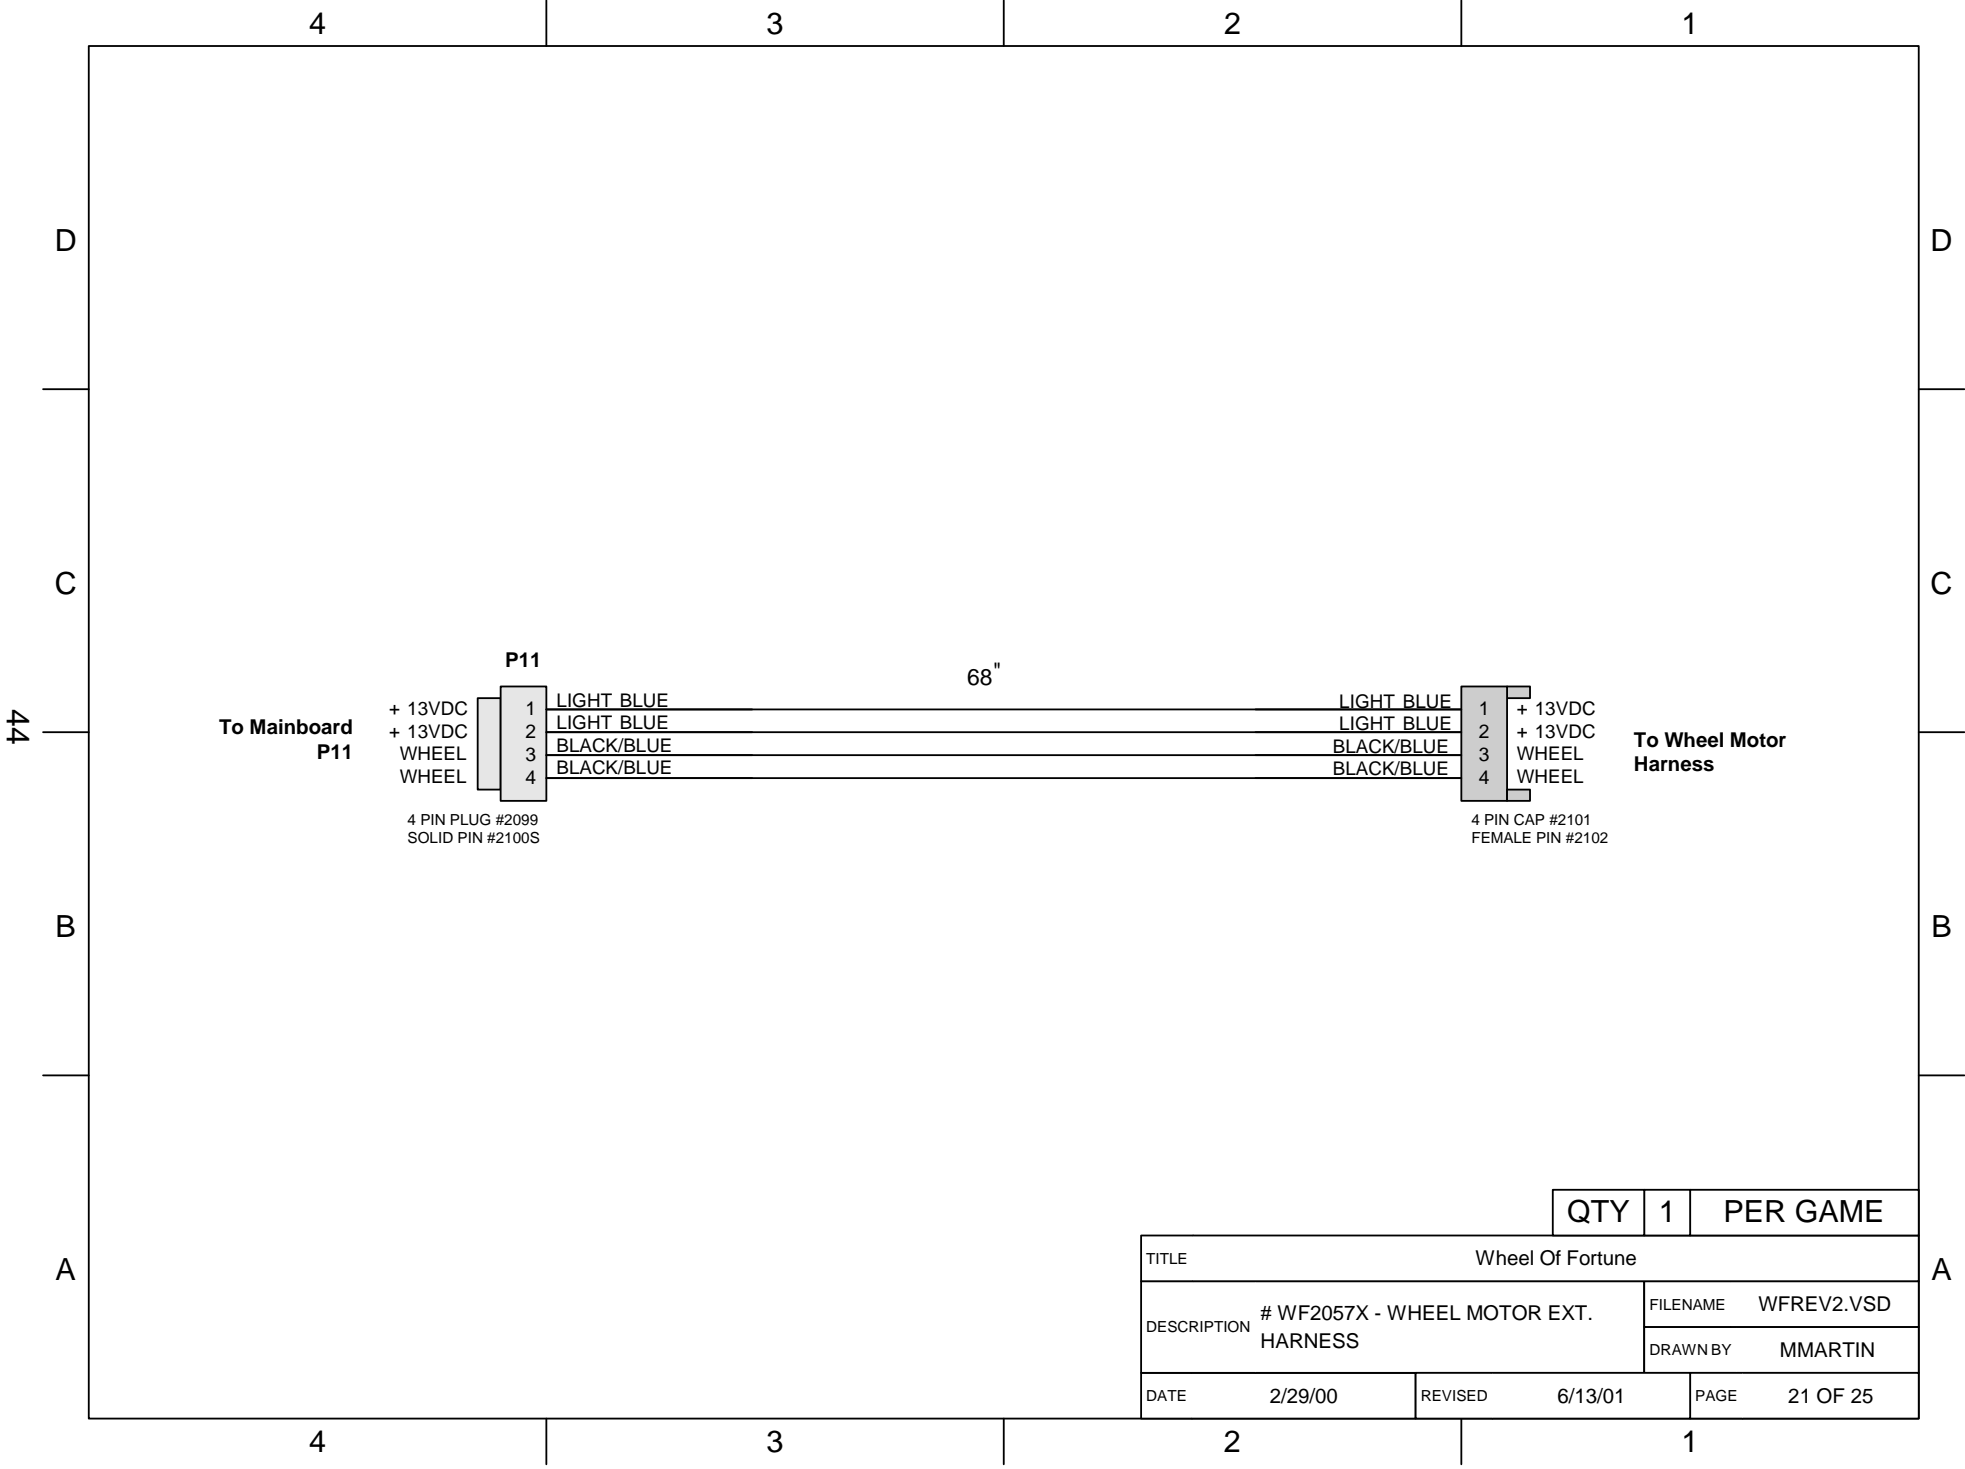 4 3 2 1
D D
C C
44
P11
68"
To Mainboard
P11
+ 13VDC 1 LIGHT BLUE LIGHT BLUE 1 + 13VDC
+ 13VDC 2 LIGHT BLUE LIGHT BLUE 2 + 13VDC
WHEEL 3 BLACK/BLUE BLACK/BLUE 3 WHEEL
WHEEL 4 BLACK/BLUE BLACK/BLUE 4 WHEEL
To Wheel Motor
Harness
4 PIN PLUG #2099
SOLID PIN #2100S
4 PIN CAP #2101
FEMALE PIN #2102
B B
A A
QTY 1 PER GAME
TITLE Wheel Of Fortune
DESCRIPTION # WF2057X - WHEEL MOTOR EXT.
HARNESS
FILENAME WFREV2.VSD
DRAWN BY MMARTIN
DATE 2/29/00 REVISED 6/13/01 PAGE 21 OF 25
4 3 2 1